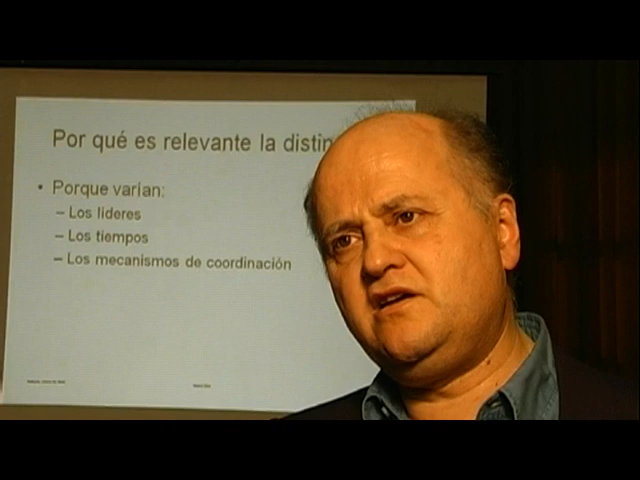 Por qué es relevante la distin
• Porque varían:
– Los líderes
– Los tiempos
– Los mecanismos de coordinación